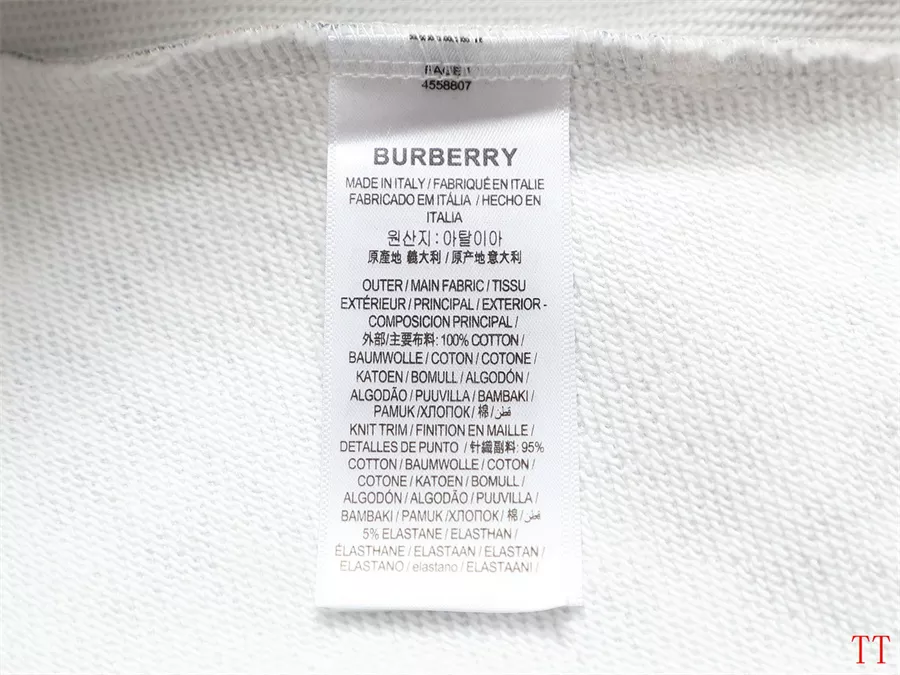 4558807
BURBERRY
MADE IN ITALY / FABRIQUÉ EN ITALIE
FABRICADO EM ITÁLIA / HECHO EN
ITALIA
원산지 : 아탈이아
原產地 義大利 / 原产地 意大利
OUTER / MAIN FABRIC / TISSU
EXTÉRIEUR / PRINCIPAL / EXTERIOR -
COMPOSICION PRINCIPAL /
外部/主要布料: 100% COTTON /
BAUMWOLLE / COTON / COTONE /
KATOEN / BOMULL / ALGODÓN /
ALGODÃO / PUUVILLA / BAMBAKI /
PAMUK / ХЛОПОК / 棉 / قطن
KNIT TRIM / FINITION EN MAILLE /
DETALLES DE PUNTO / 針織副料: 95%
COTTON / BAUMWOLLE / COTON /
COTONE / KATOEN / BOMULL /
ALGODÓN / ALGODÃO / PUUVILLA /
BAMBAKI / PAMUK / ХЛОПОК / 棉 / قطن
5% ELASTANE / ELASTHAN /
ÉLASTHANE / ELASTAAN / ELASTAN /
ELASTANO / elastano / ELASTAANI /
TT